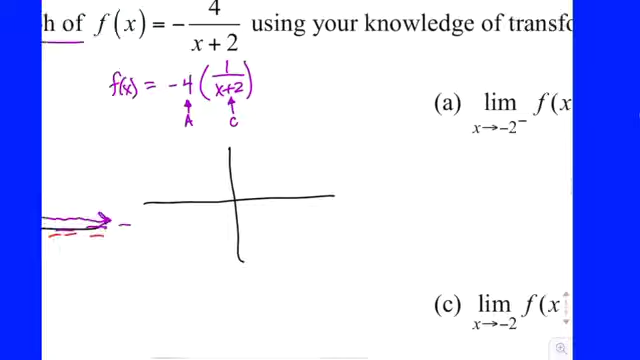 h of f(x) = - 4/(x+2) using your knowledge of transfo
f(x) = -4 (1/(x+2))
A C
(a) lim x→-2⁻ f(x
(c) lim x→-2 f(x